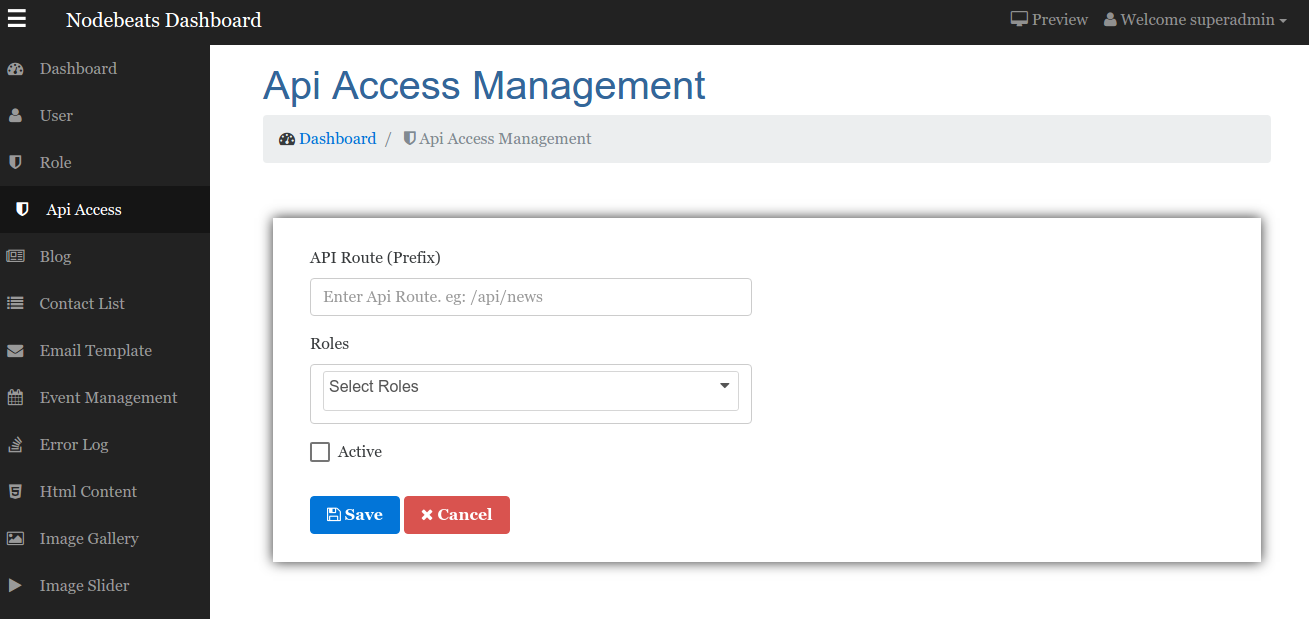 Nodebeats Dashboard
Preview
Welcome superadmin
Dashboard
User
Role
Api Access
Blog
Contact List
Email Template
Event Management
Error Log
Html Content
Image Gallery
Image Slider
Api Access Management
Dashboard / Api Access Management
API Route (Prefix)
Enter Api Route. eg: /api/news
Roles
Select Roles
Active
Save
Cancel